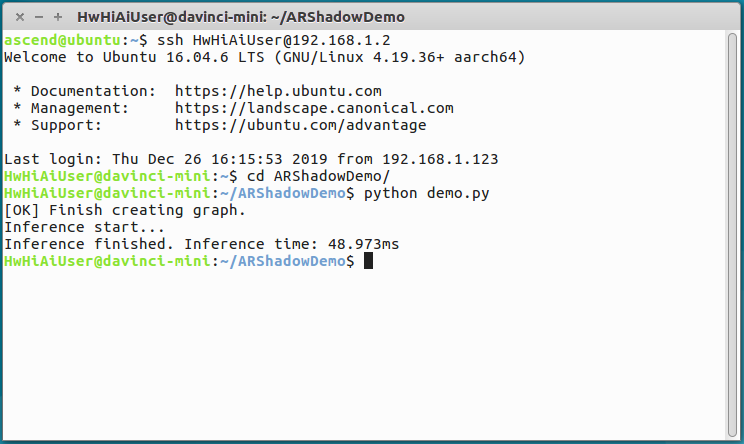 HwHiAiUser@davinci-mini: ~/ARShadowDemo
ascend@ubuntu:~$ ssh HwHiAiUser@192.168.1.2
Welcome to Ubuntu 16.04.6 LTS (GNU/Linux 4.19.36+ aarch64)
* Documentation:  https://help.ubuntu.com
* Management:     https://landscape.canonical.com
* Support:        https://ubuntu.com/advantage
Last login: Thu Dec 26 16:15:53 2019 from 192.168.1.123
HwHiAiUser@davinci-mini:~$ cd ARShadowDemo/
HwHiAiUser@davinci-mini:~/ARShadowDemo$ python demo.py
[OK] Finish creating graph.
Inference start...
Inference finished. Inference time: 48.973ms
HwHiAiUser@davinci-mini:~/ARShadowDemo$